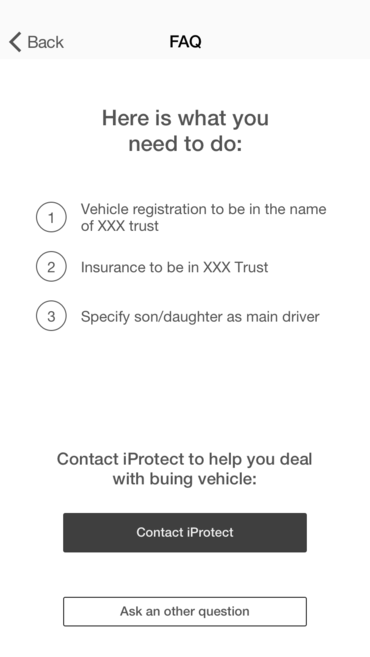 Back
FAQ
Here is what you
need to do:
1
Vehicle registration to be in the name
of XXX trust
2
Insurance to be in XXX Trust
3
Specify son/daughter as main driver
Contact iProtect to help you deal
with buing vehicle:
Contact iProtect
Ask an other question